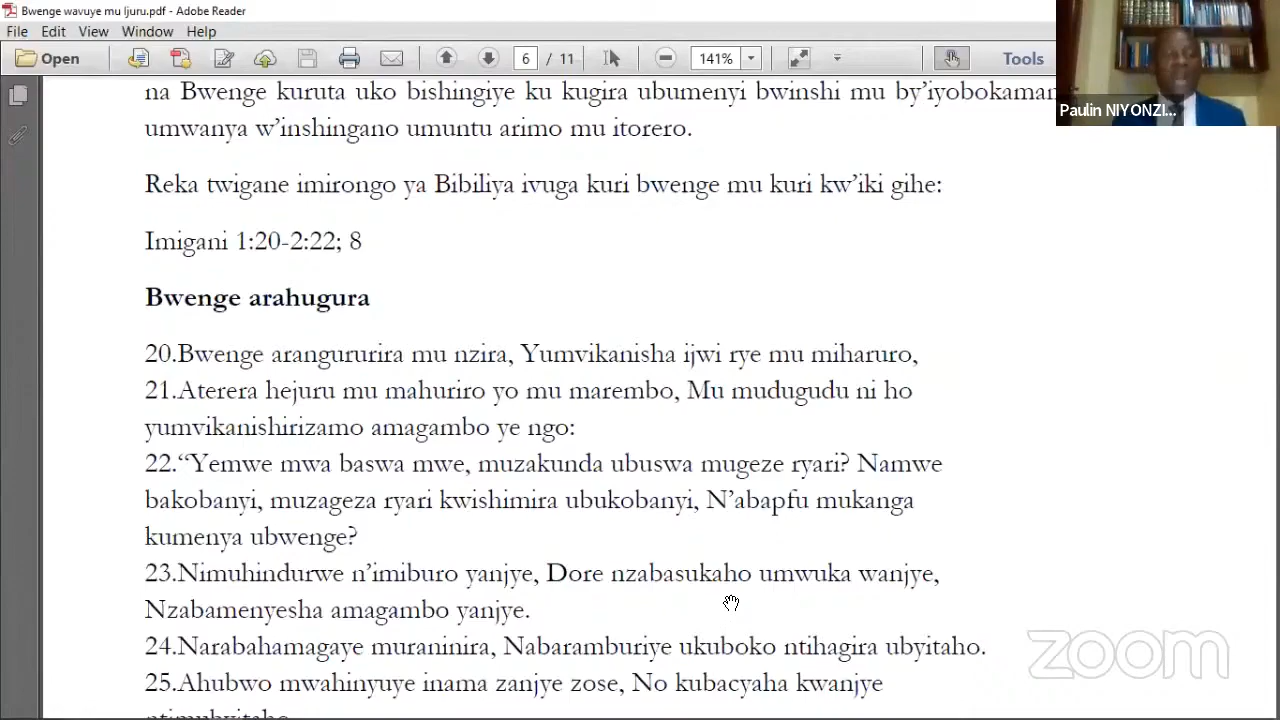 Bwenge wavuye mu Ijuru.pdf - Adobe Reader
File Edit View Window Help
Open 6 / 11 141% Tools
Paulin NIYONZI...
na Bwenge kuruta uko bishingiye ku kugira ubumenyi bwinshi mu
umwanya w’inshingano umuntu arimo mu itorero.
Reka twigane imirongo ya Bibiliya ivuga kuri bwenge mu kuri kw’iki gihe:
Imigani 1:20-2:22; 8
Bwenge arahugura
20.Bwenge arangururira mu nzira, Yumvikanisha ijwi rye mu miharuro,
21.Aterera hejuru mu mahuriro yo mu marembo, Mu mudugudu ni ho
yumvikanishirizamo amagambo ye ngo:
22.“Yemwe mwa baswa mwe, muzakunda ubuswa mugeze ryari? Namwe
bakobanyi, muzageza ryari kwishimira ubukobanyi, N’abapfu mukanga
kumenya ubwenge?
23.Nimuhindurwe n’imiburo yanjye, Dore nzabasukaho umwuka wanjye,
Nzabamenyesha amagambo yanjye.
24.Narabahamagaye muraninira, Nabaramburiye ukuboko ntihagira ubyitaho.
25.Ahubwo mwahinyuye inama zanjye zose, No kubacyaha kwanjye
zoom